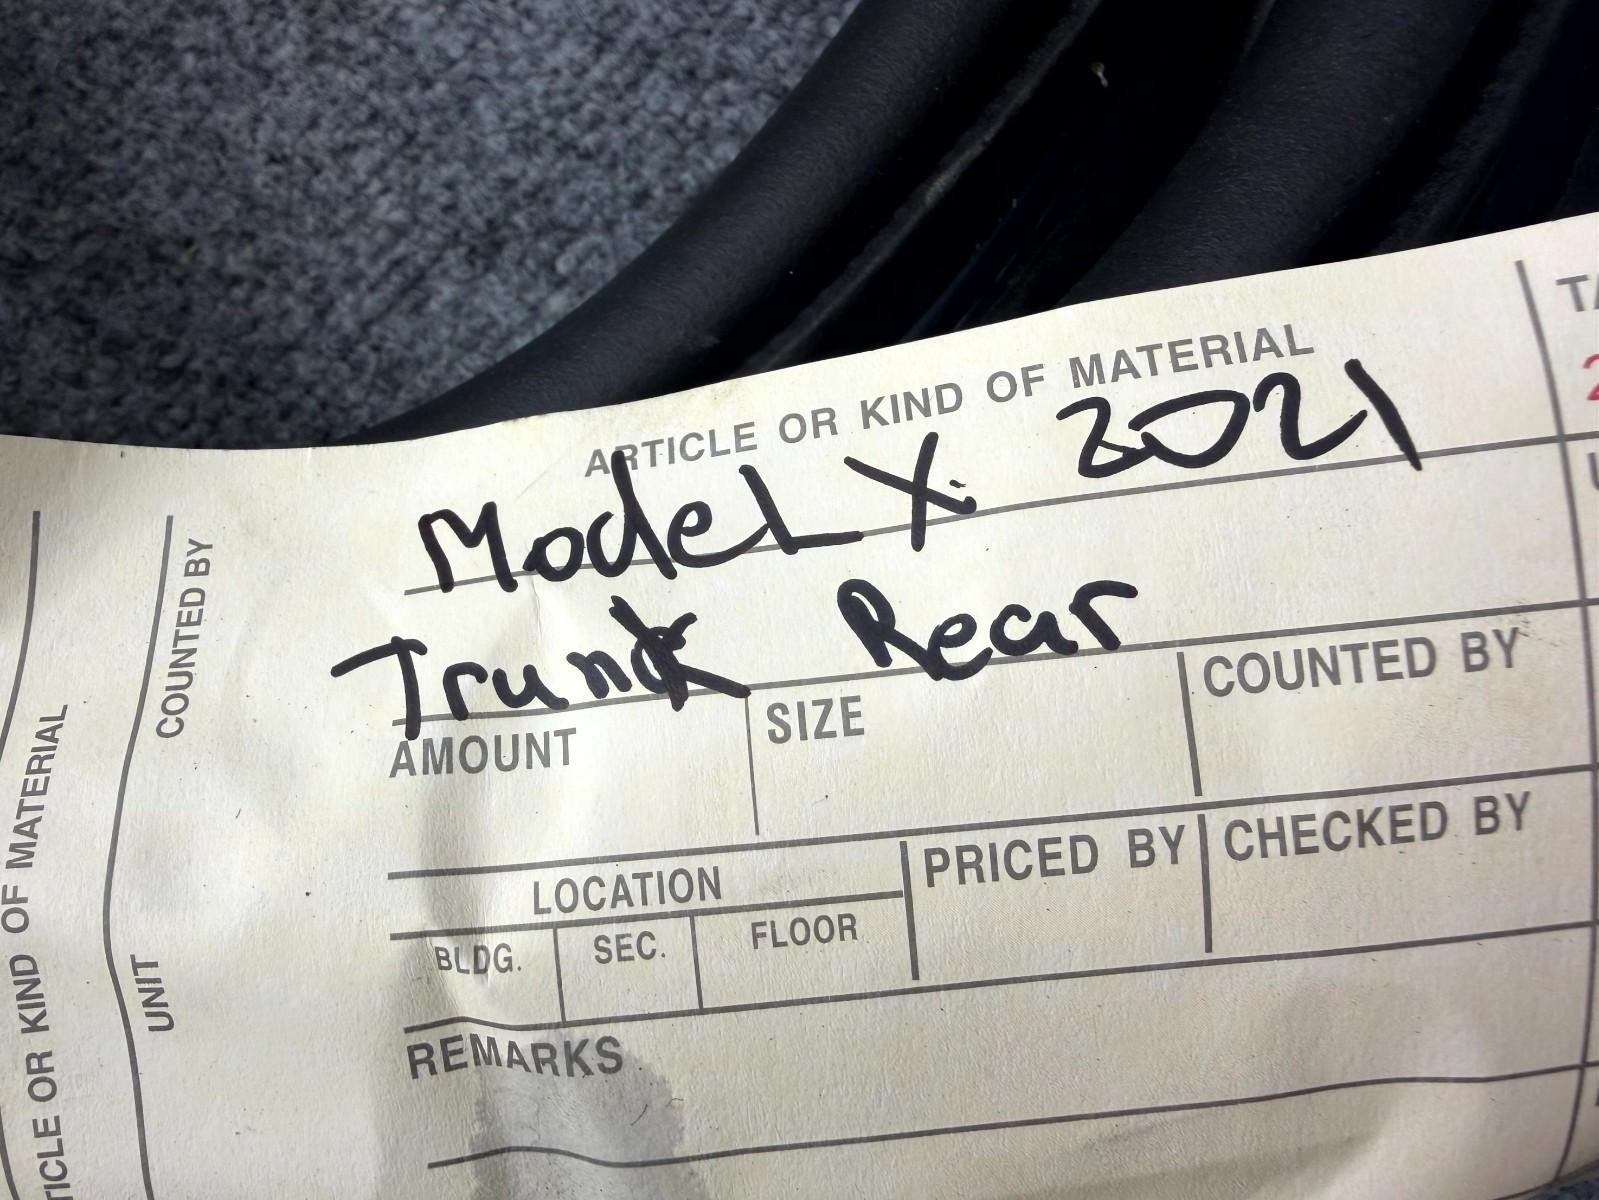 ARTICLE OR KIND OF MATERIAL
Model X. 2021
Trunk Rear
AMOUNT
SIZE
COUNTED BY
LOCATION
PRICED BY
CHECKED BY
BLDG.
SEC.
FLOOR
REMARKS
COUNTED BY
UNIT
TICLE OR KIND OF MATERIAL